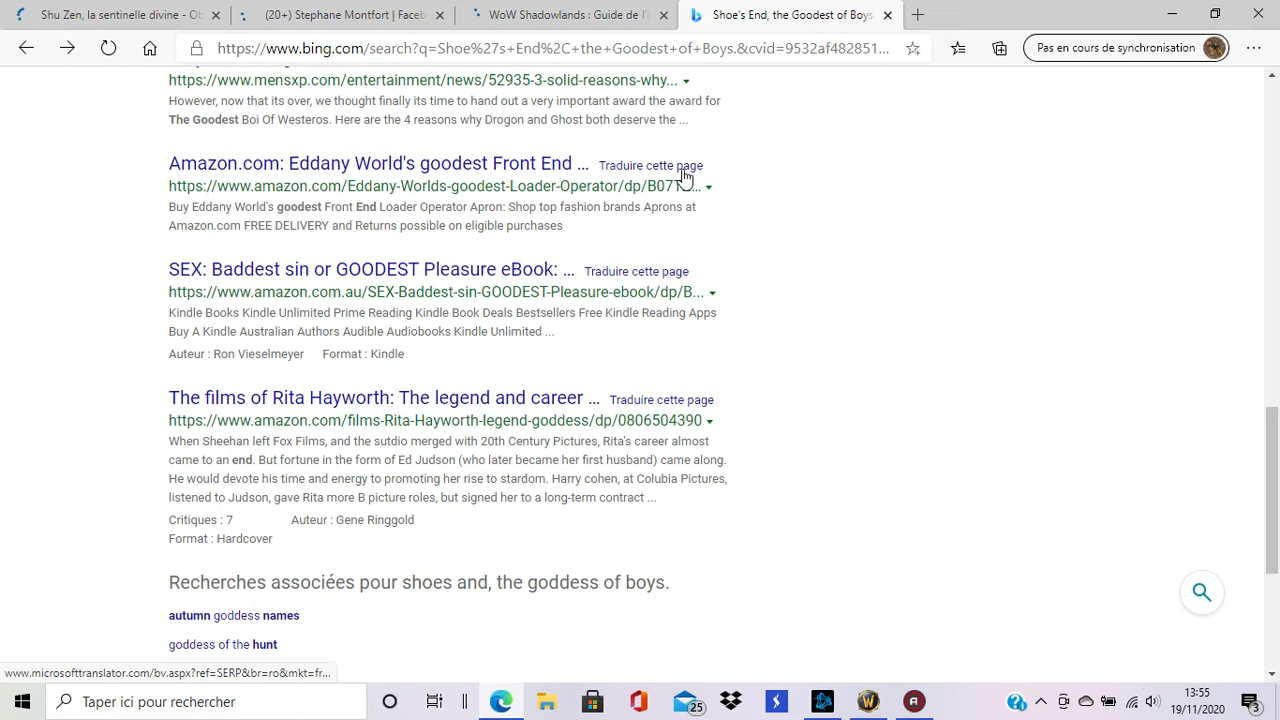 Shu Zen, la sentinelle divine - Ob
(20+) Stephane Montfort | Faceb
WoW Shadowlands : Guide de l'
Shoe's End, the Goodest of Boys.
https://www.bing.com/search?q=Shoe%27s+End%2C+the+Goodest+of+Boys.&cvid=9532af482851...
Pas en cours de synchronisation
https://www.mensxp.com/entertainment/news/52935-3-solid-reasons-why...
However, now that its over, we thought finally its time to hand out a very important award the award for
The Goodest Boi Of Westeros. Here are the 4 reasons why Drogon and Ghost both deserve the ...
Amazon.com: Eddany World's goodest Front End ... Traduire cette page
https://www.amazon.com/Eddany-Worlds-goodest-Loader-Operator/dp/B07T...
Buy Eddany World's goodest Front End Loader Operator Apron: Shop top fashion brands Aprons at
Amazon.com FREE DELIVERY and Returns possible on eligible purchases
SEX: Baddest sin or GOODEST Pleasure eBook: ... Traduire cette page
https://www.amazon.com.au/SEX-Baddest-sin-GOODEST-Pleasure-ebook/dp/B...
Kindle Books Kindle Unlimited Prime Reading Kindle Book Deals Bestsellers Free Kindle Reading Apps
Buy A Kindle Australian Authors Audible Audiobooks Kindle Unlimited ...
Auteur : Ron Vieselmeyer Format : Kindle
The films of Rita Hayworth: The legend and career ... Traduire cette page
https://www.amazon.com/films-Rita-Hayworth-legend-goddess/dp/0806504390
When Sheehan left Fox Films, and the sutdio merged with 20th Century Pictures, Rita's career almost
came to an end. But fortune in the form of Ed Judson (who later became her first husband) came along.
He would devote his time and energy to promoting her rise to stardom. Harry cohen, at Colubia Pictures,
listened to Judson, gave Rita more B picture roles, but signed her to a long-term contract ...
Critiques : 7 Auteur : Gene Ringgold
Format : Hardcover
Recherches associées pour shoes and, the goddess of boys.
autumn goddess names
goddess of the hunt
www.microsofttranslator.com/bv.aspx?ref=SERP&br=ro&mkt=fr...
Taper ici pour rechercher
25
13:55
19/11/2020
3